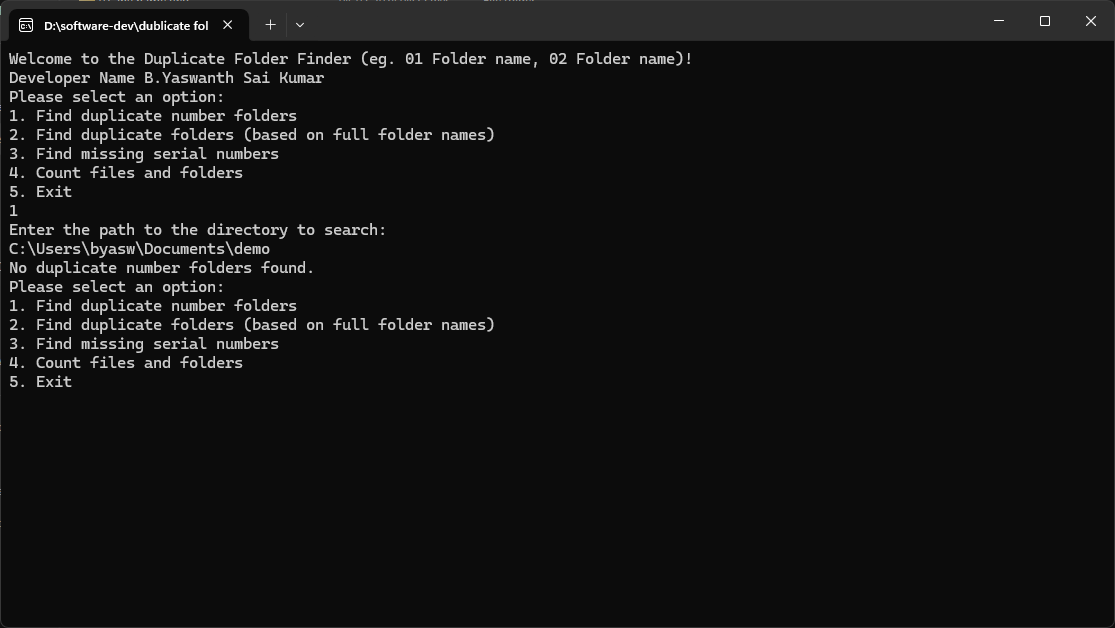 D:\software-dev\dublicate fol
Welcome to the Duplicate Folder Finder (eg. 01 Folder name, 02 Folder name)!
Developer Name B.Yaswanth Sai Kumar
Please select an option:
1. Find duplicate number folders
2. Find duplicate folders (based on full folder names)
3. Find missing serial numbers
4. Count files and folders
5. Exit
1
Enter the path to the directory to search:
C:\Users\byasw\Documents\demo
No duplicate number folders found.
Please select an option:
1. Find duplicate number folders
2. Find duplicate folders (based on full folder names)
3. Find missing serial numbers
4. Count files and folders
5. Exit